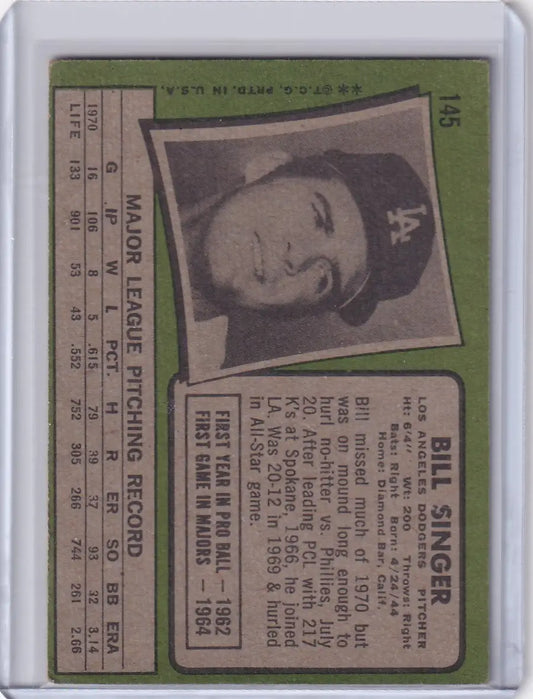 145
BILL SINGER
LOS ANGELES DODGERS PITCHER
Ht: 6'4" Wt: 200 Throws: Right
Bats: Right Born: 4/24/44
Home: Diamond Bar, Calif.
Bill missed much of 1970 but
was on mound long enough to
hurl no-hitter vs. Phillies, July
20. After leading PCL with 217
K's at Spokane, 1966, he joined
LA. Was 20-12 in 1969 & hurled
in All-Star game.
FIRST YEAR IN PRO BALL — 1962
FIRST GAME IN MAJORS — 1964
LA
**©T.C.G. PRTD. IN U.S.A.
MAJOR LEAGUE PITCHING RECORD
G IP W L PCT. H R ER SO BB ERA
1970 16 106 8 5 .615 79 39 37 93 32 3.14
LIFE 133 901 53 43 .552 752 305 266 744 261 2.66